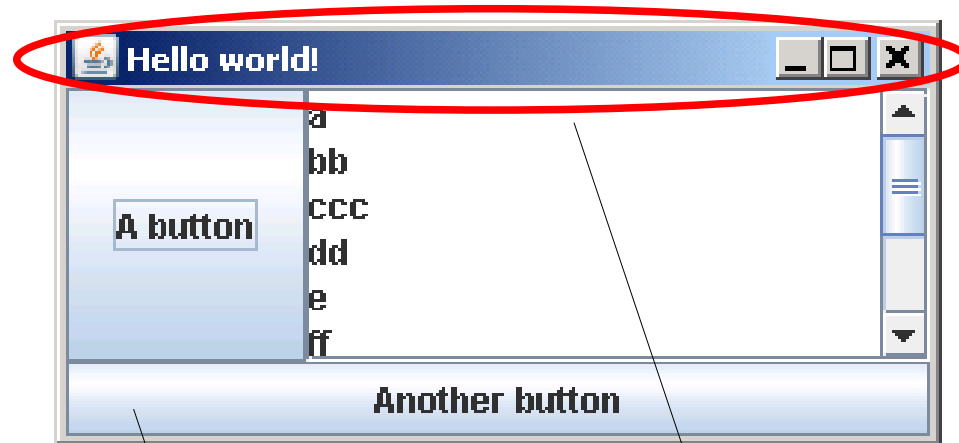 Hello world!
A button
a
bb
ccc
dd
e
ff
Another button